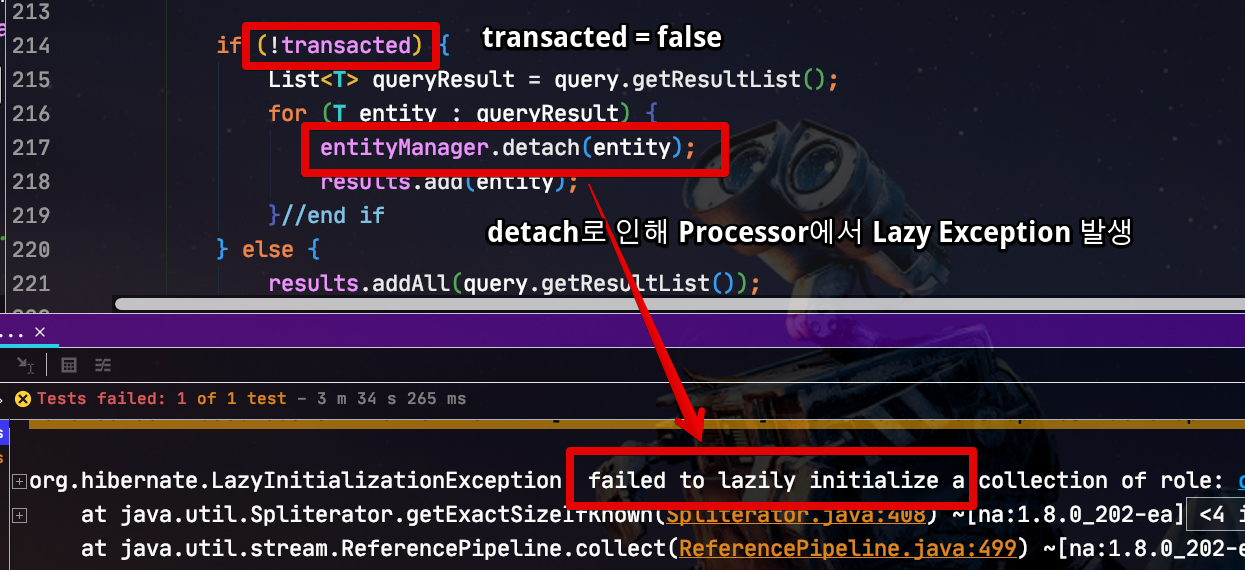 213
214 if (!transacted) { transacted = false
215 List<T> queryResult = query.getResultList();
216 for (T entity : queryResult) {
217 entityManager.detach(entity);
218 results.add(entity);
219 }//end if
detach로 인해 Processor에서 Lazy Exception 발생
220 } else {
221 results.addAll(query.getResultList());
... ×
Tests failed: 1 of 1 test – 3 m 34 s 265 ms
org.hibernate.LazyInitializationException failed to lazily initialize a collection of role:
at java.util.Spliterator.getExactSizeIfKnown(Spliterator.java:408) ~[na:1.8.0_202-ea] <4 i
at java.util.stream.ReferencePipeline.collect(ReferencePipeline.java:499) ~[na:1.8.0_202-e